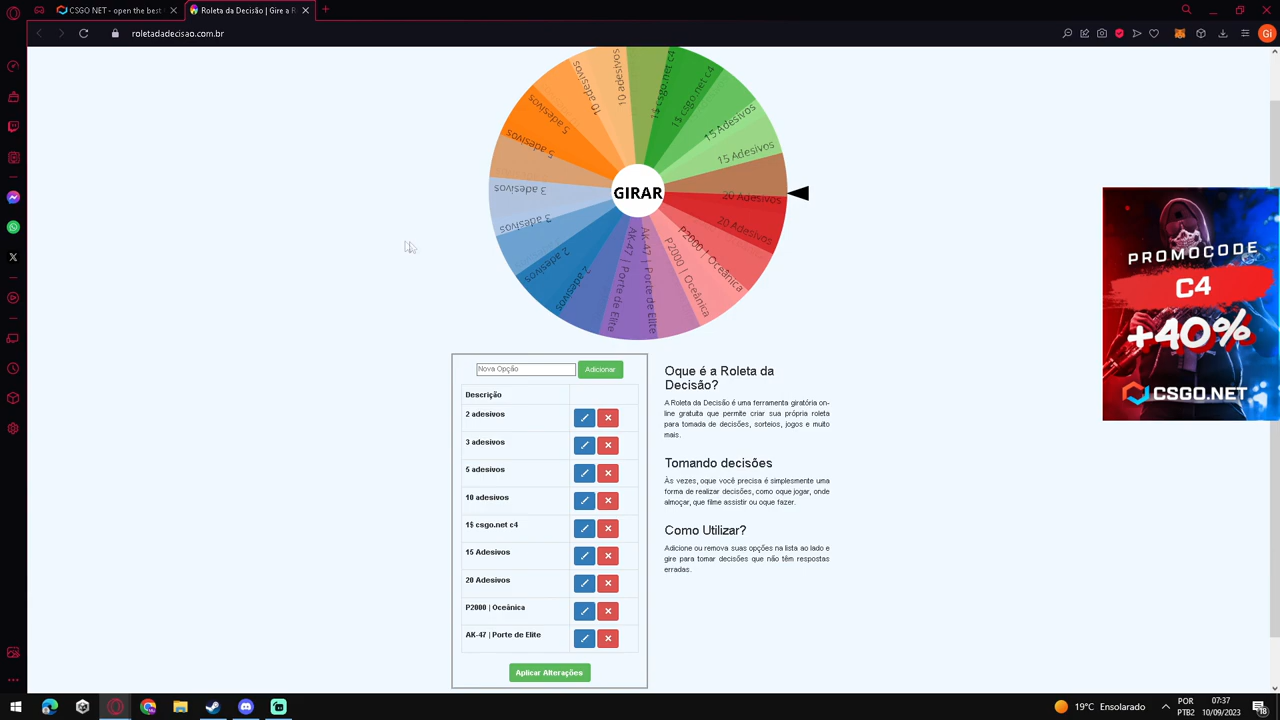 CSGO NET - open the best
Roleta da Decisão | Gire a R
roletadadecisao.com.br
Gi
10 adesivos
10 adesivos
1$ csgo.net c4
1$ csgo.net c4
15 Adesivos
15 Adesivos
20 Adesivos
20 Adesivos
P2000 | Oceânica
P2000 | Oceânica
AK-47 | Porte de Elite
AK-47 | Porte de Elite
2 adesivos
2 adesivos
3 adesivos
3 adesivos
5 adesivos
5 adesivos
GIRAR
PROMOCODE
C4
+40%
CSGO.NET
Nova Opção
Adicionar
Descrição
2 adesivos
3 adesivos
5 adesivos
10 adesivos
1$ csgo.net c4
15 Adesivos
20 Adesivos
P2000 | Oceânica
AK-47 | Porte de Elite
Aplicar Alterações
Oque é a Roleta da
Decisão?
A Roleta da Decisão é uma ferramenta giratória on-
line gratuita que permite criar sua própria roleta
para tomada de decisões, sorteios, jogos e muito
mais.
Tomando decisões
Às vezes, oque você precisa é simplesmente uma
forma de realizar decisões, como oque jogar, onde
almoçar, que filme assistir ou oque fazer.
Como Utilizar?
Adicione ou remova suas opções na lista ao lado e
gire para tomar decisões que não têm respostas
erradas.
19°C Ensolarado
POR
PTB2
07:37
10/09/2023
18